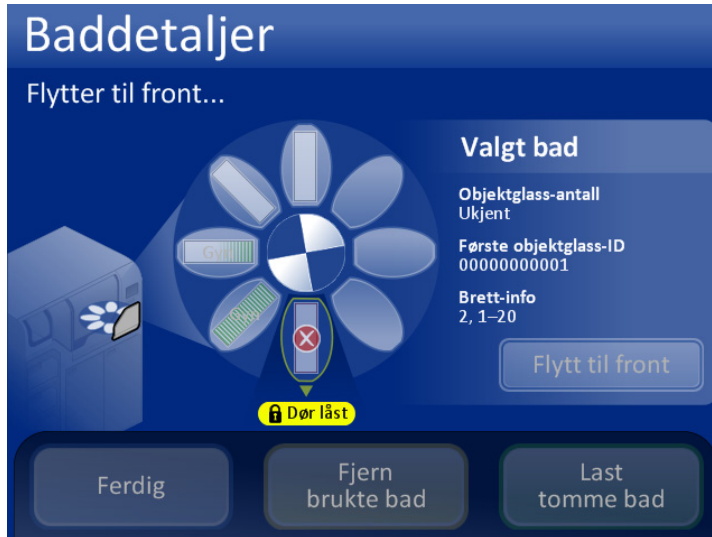 Baddetaljer
Flytter til front...
Valgt bad
Objektglass-antall
Ukjent
Første objektglass-ID
00000000001
Brett-info
2, 1–20
Flytt til front
Dør låst
Ferdig
Fjern
brukte bad
Last
tomme bad